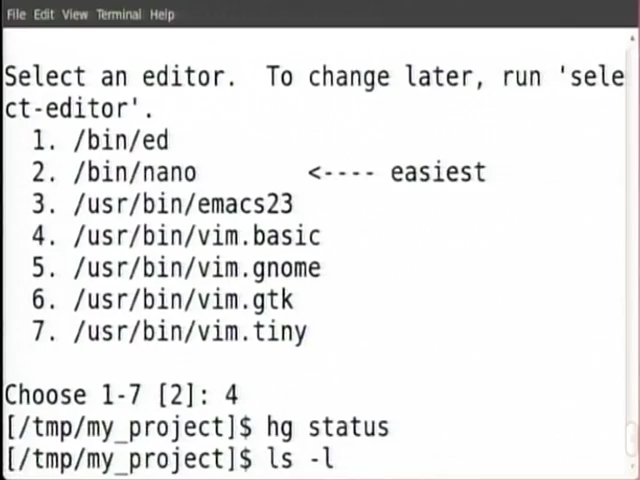 File Edit View Terminal Help
Select an editor.  To change later, run 'sele
ct-editor'.
  1. /bin/ed
  2. /bin/nano            <---- easiest
  3. /usr/bin/emacs23
  4. /usr/bin/vim.basic
  5. /usr/bin/vim.gnome
  6. /usr/bin/vim.gtk
  7. /usr/bin/vim.tiny
Choose 1-7 [2]: 4
[/tmp/my_project]$ hg status
[/tmp/my_project]$ ls -l